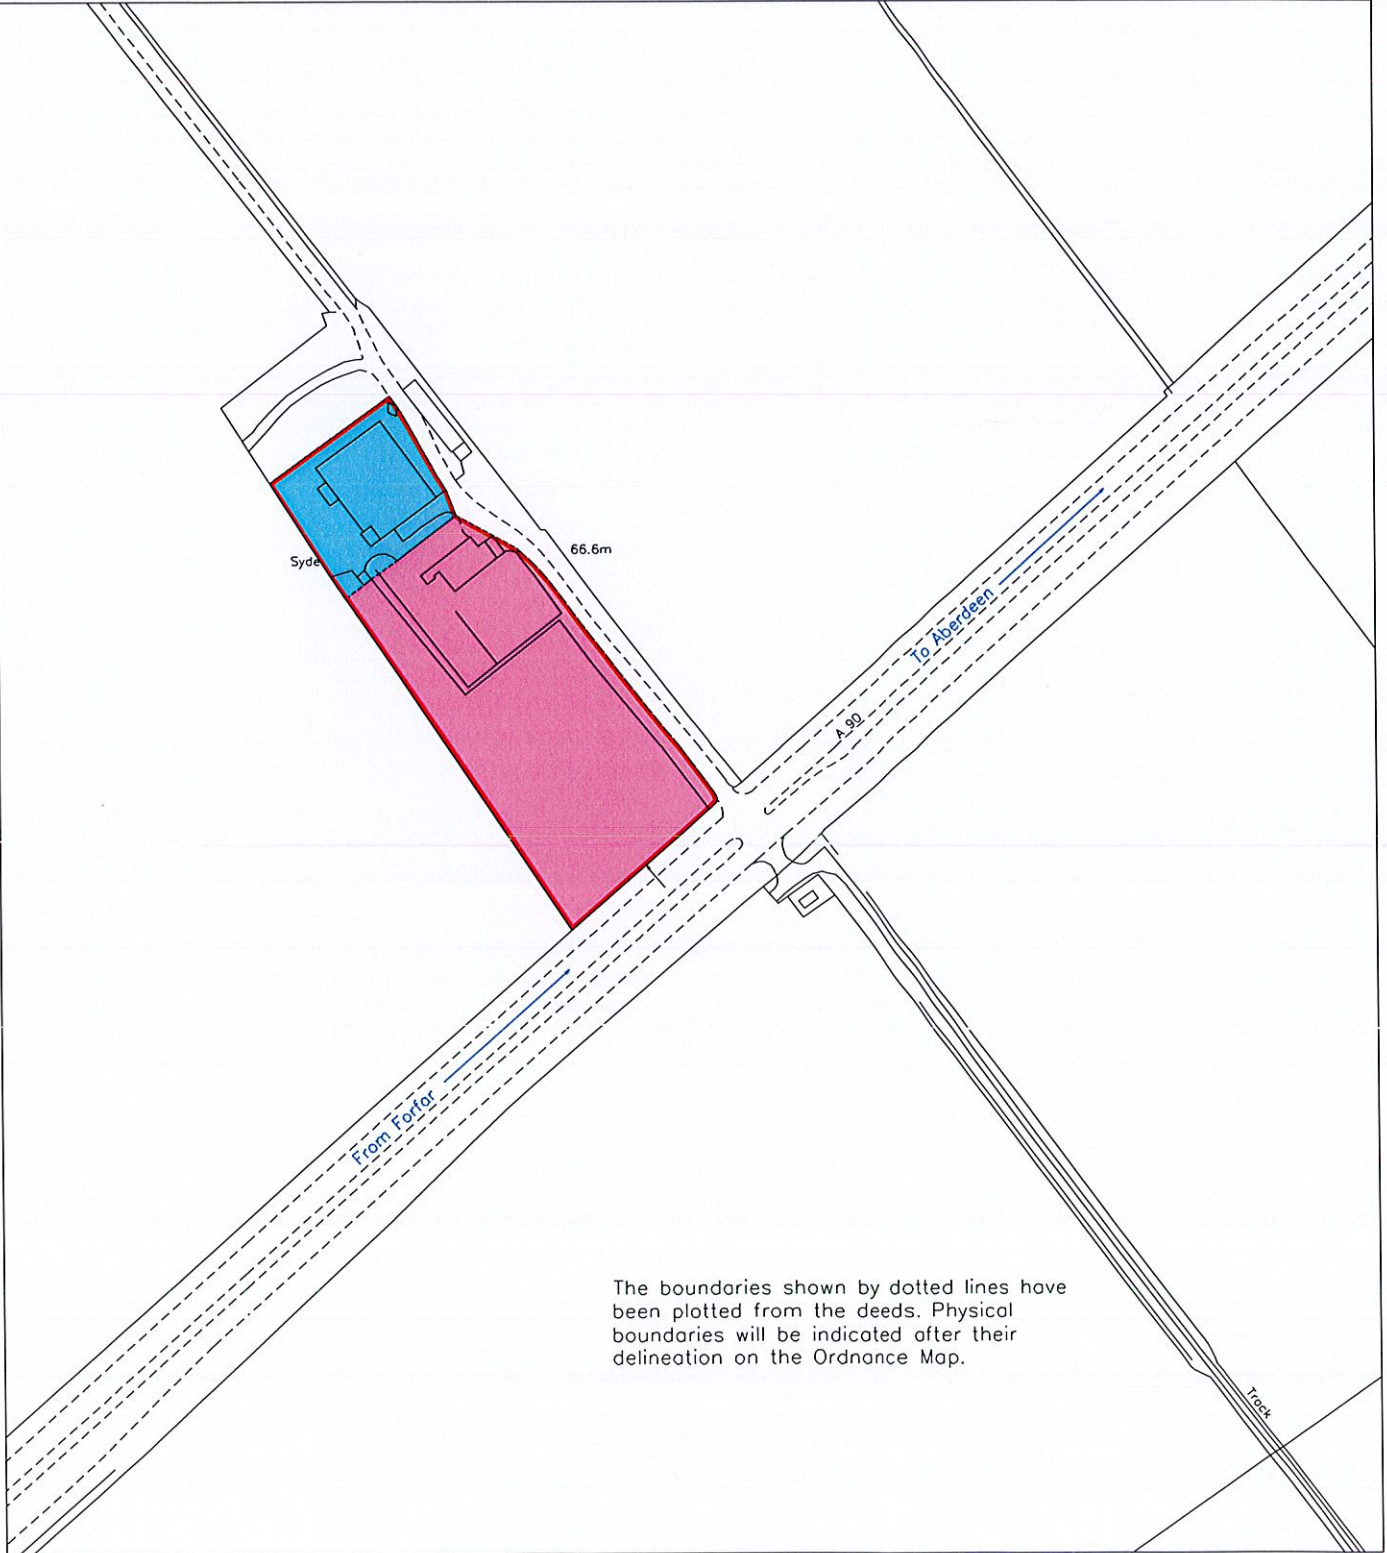 Syde
66.6m
To Aberdeen
A 90
From Forfar
The boundaries shown by dotted lines have
been plotted from the deeds. Physical
boundaries will be indicated after their
delineation on the Ordnance Map.
Track